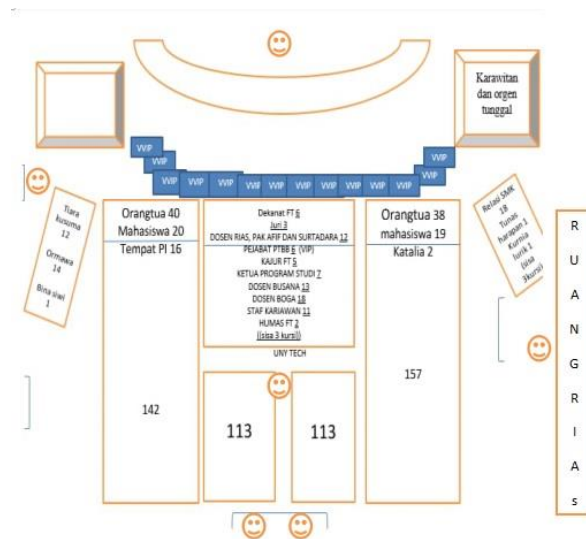 Karawitan
dan orgen
tunggal
VVIP
VVIP
VVIP
VVIP
VVIP
VVIP
VVIP
VVIP
VVIP
VVIP
VVIP
VVIP
VVIP
Tiara
kusuma
12
Ormawa
14
Bina siwi
1
Orangtua 40
Mahasiswa 20
Tempat PI 16
142
Dekanat FT 6
Juri 3
DOSEN RIAS, PAK AFIF DAN SURTADARA 12
PEJABAT PTBB 6 (VIP)
KAJUR FT 5
KETUA PROGRAM STUDI 7
DOSEN BUSANA 13
DOSEN BOGA 18
STAF KARIAWAN 11
HUMAS FT 2
((sisa 3 kursi))
UNY TECH
113
113
Orangtua 38
mahasiswa 19
Katalia 2
157
Relasi SMK
18
Tunas
harapan 1
Kurnia
lurik 1
(sisa
3kursi)
R
U
A
N
G
R
I
A
s